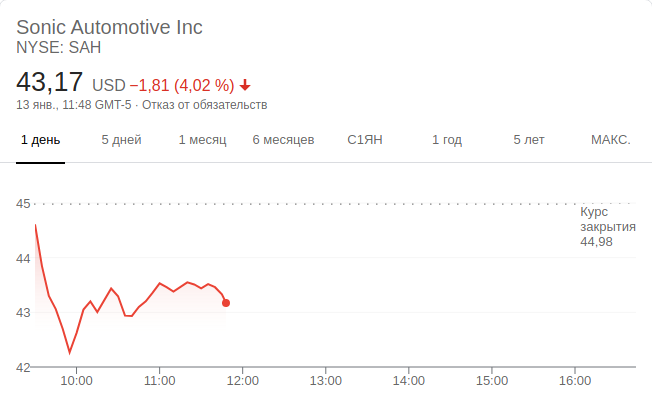 Sonic Automotive Inc
NYSE: SAH
43,17 USD −1,81 (4,02 %)
13 янв., 11:48 GMT-5 · Отказ от обязательств
1 день 5 дней 1 месяц 6 месяцев С1ЯН 1 год 5 лет МАКС.
45
Курс
закрытия
44,98
44
43
42
10:00 11:00 12:00 13:00 14:00 15:00 16:00